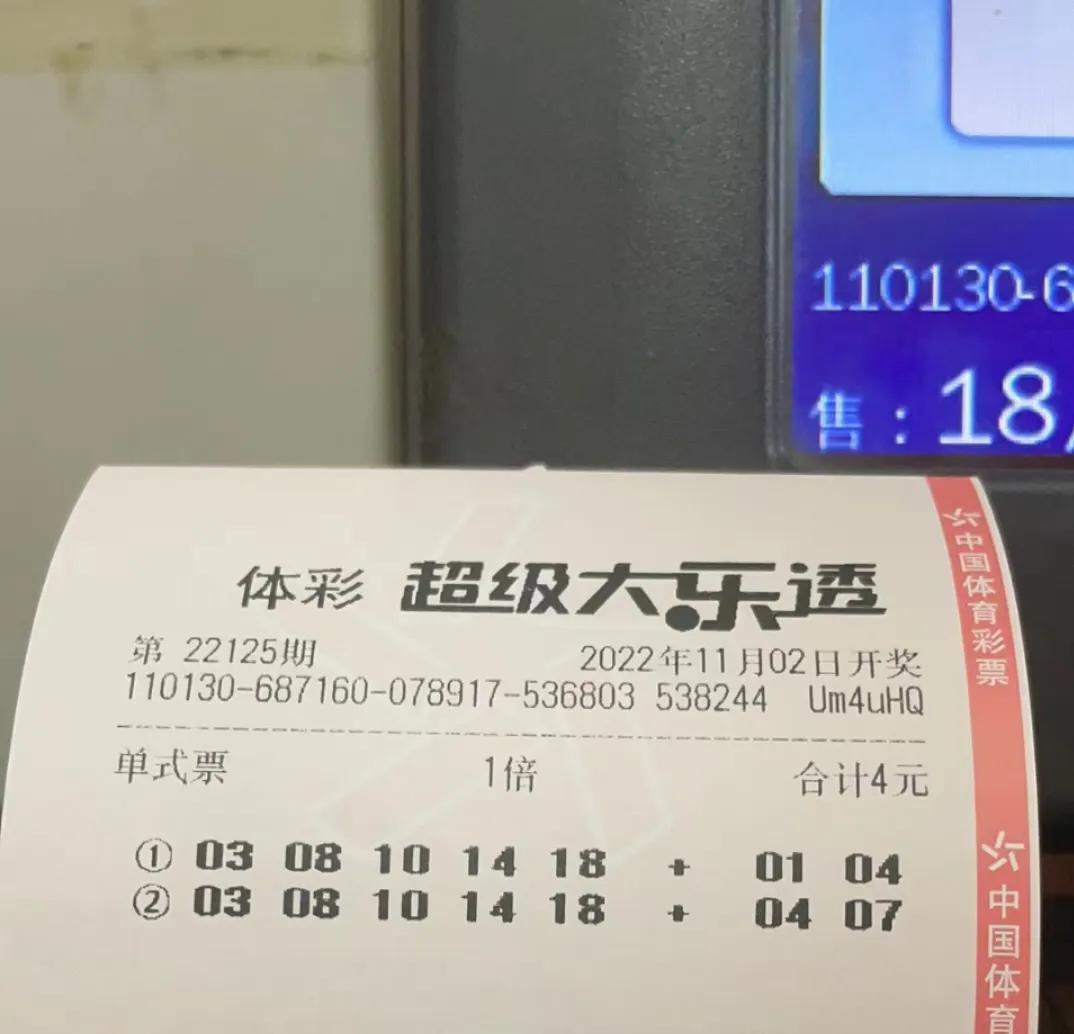 110130-6
售：18,
体彩 超级大乐透
第 22125期 2022年11月02日开奖
110130-687160-078917-536803 538244 Um4uHQ
单式票 1倍 合计4元
① 03 08 10 14 18 + 01 04
② 03 08 10 14 18 + 04 07
中国体育彩票
中国体育